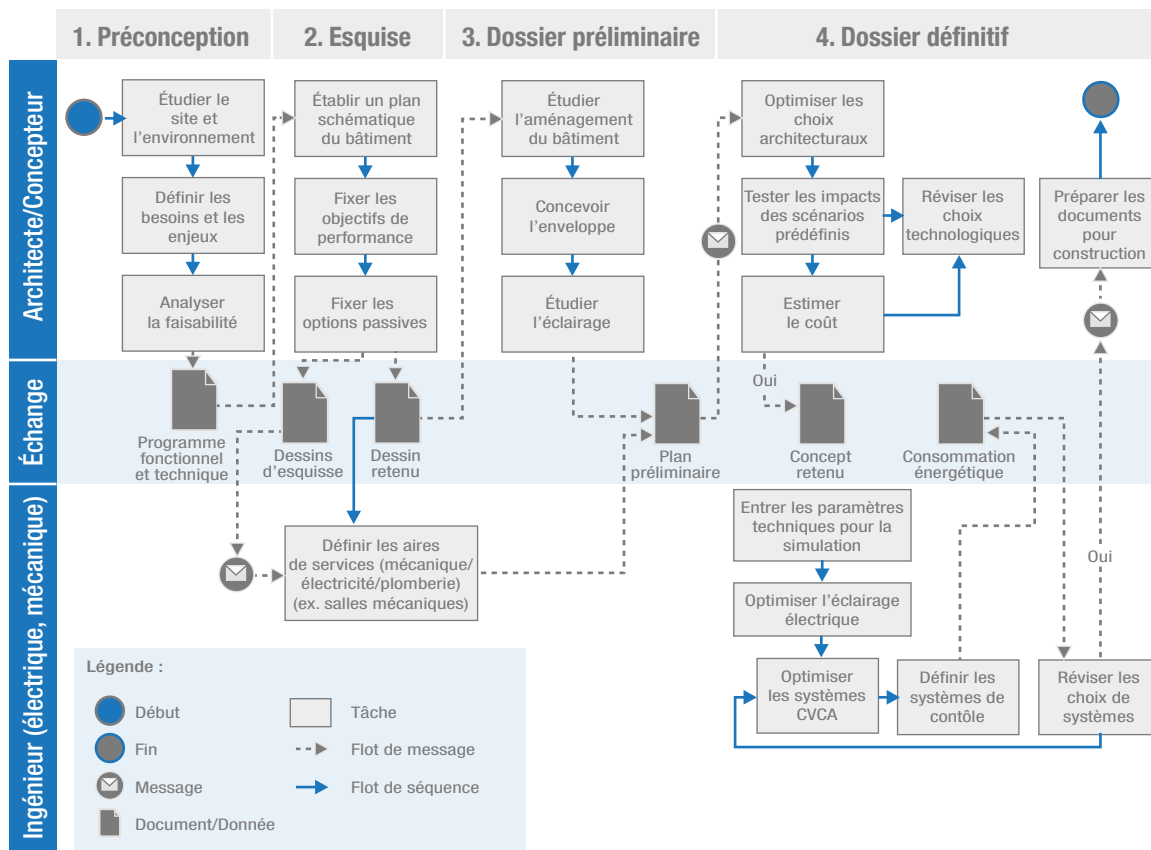 1. Préconception
2. Esquise
3. Dossier préliminaire
4. Dossier définitif
Architecte/Concepteur
Étudier le
site et
l'environnement
Définir les
besoins et les
enjeux
Analyser
la faisabilité
Établir un plan
schématique
du bâtiment
Fixer les
objectifs de
performance
Fixer les
options passives
Étudier
l'aménagement
du bâtiment
Concevoir
l'enveloppe
Étudier
l'éclairage
Optimiser les
choix
architecturaux
Tester les impacts
des scénarios
prédéfinis
Estimer
le coût
Réviser les
choix
technologiques
Préparer les
documents
pour
construction
Échange
Programme
fonctionnel
et technique
Dessins
d'esquisse
Dessin
retenu
Plan
préliminaire
Oui
Concept
retenu
Consommation
énergétique
Ingénieur (électrique, mécanique)
Définir les aires
de services (mécanique/
électricité/plomberie)
(ex. salles mécaniques)
Entrer les paramètres
techniques pour la
simulation
Optimiser l'éclairage
électrique
Optimiser
les systèmes
CVCA
Définir les
systèmes de
contôle
Réviser les
choix de
systèmes
Oui
Légende :
Début
Fin
Message
Document/Donnée
Tâche
Flot de message
Flot de séquence